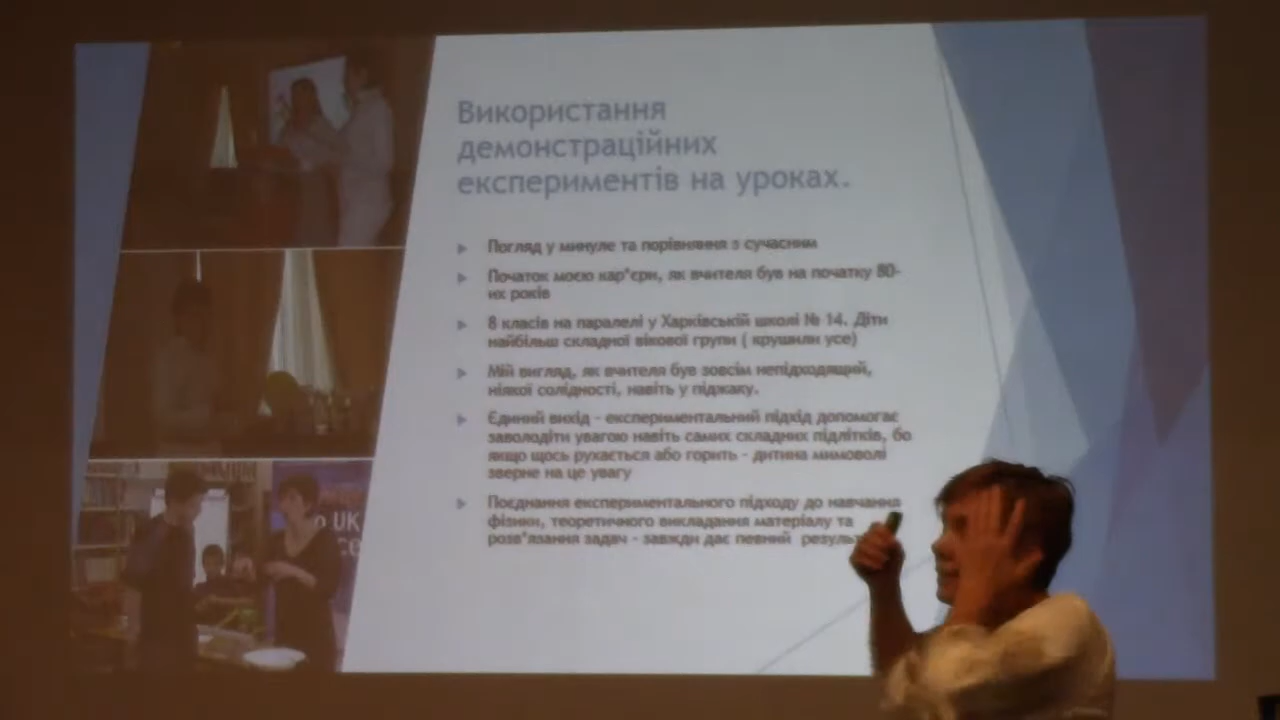 Використання
демонстраційних
експериментів на уроках.
Погляд у минуле та порівняння з сучасним
Початок моєю кар"єри, як вчителя був на початку 80-
их років
8 класів на паралелі у Харківській школі № 14. Діти
найбільш складної вікової групи ( крушили усе)
Мій вигляд, як вчителя був зовсім непідходящий,
ніякої солідності, навіть у піджаку.
Єдиний вихід - експериментальний підхід допомогає
заволодіти увагою навіть самих складних підлітків, бо
якщо щось рухається або горить - дитина мимоволі
зверне на це увагу
Поєднання експериментального підходу до навчання
фізики, теоретичного викладання матеріалу та
розв"язання задач - завжди дає певний резуль
UK